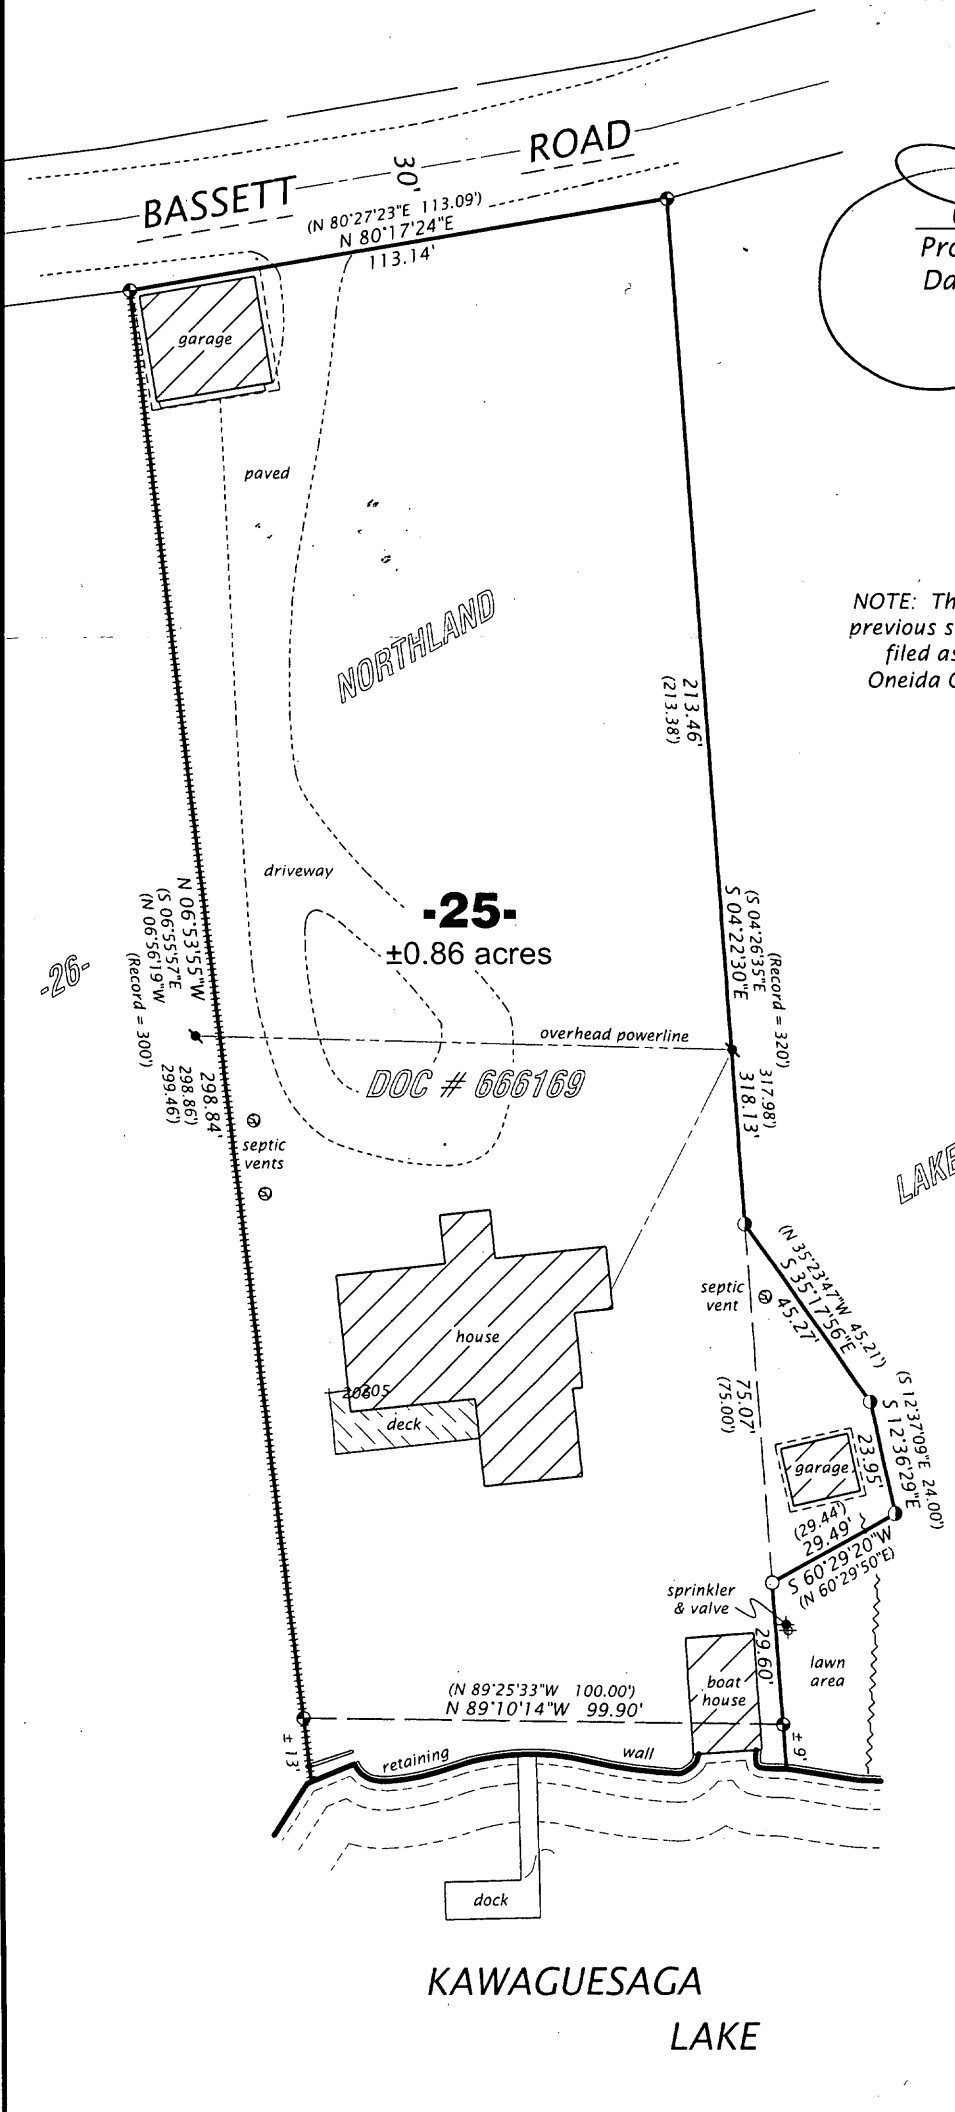 BASSETT ROAD
30'
(N 80°27'23"E 113.09')
N 80°17'24"E
113.14'
garage
paved
NORTHLAND
NOTE: Th
previous s
filed as
Oneida C
Pro
Da
213.46'
(213.38')
driveway
-25-
±0.86 acres
-26-
N 06°53'55"W 298.84'
(S 06°55'57"E 298.86')
(N 06°56'19"W 299.46')
(Record = 300')
S 04°22'30"E 318.13'
(S 04°26'35"E 317.98')
(Record = 320')
overhead powerline
DOC # 666169
septic
vents
LAKE
(N 35°23'47"W 45.21')
S 35°17'56"E
45.27'
septic
vent
house
deck
75.07'
(75.00')
(S 12°37'09"E 24.00')
S 12°36'29"E
23.95'
garage
(29.44')
29.49'
S 60°29'20"W
(N 60°29'50"E)
sprinkler
& valve
29.60'
lawn
area
boat
house
(N 89°25'33"W 100.00')
N 89°10'14"W 99.90'
± 13'
± 9'
retaining wall
dock
KAWAGUESAGA
LAKE